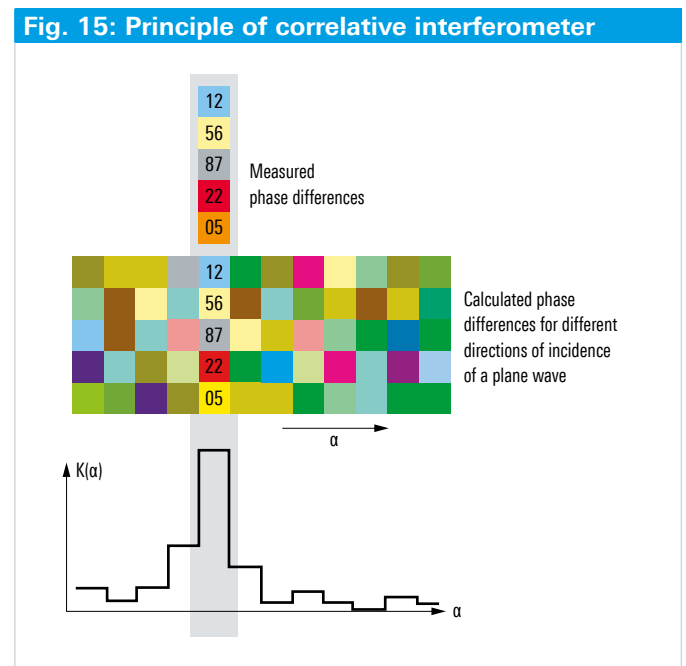 Fig. 15: Principle of correlative interferometer
12
56
87
22
05
Measured
phase differences
12
56
87
22
05
Calculated phase
differences for different
directions of incidence
of a plane wave
α
K(α)
α